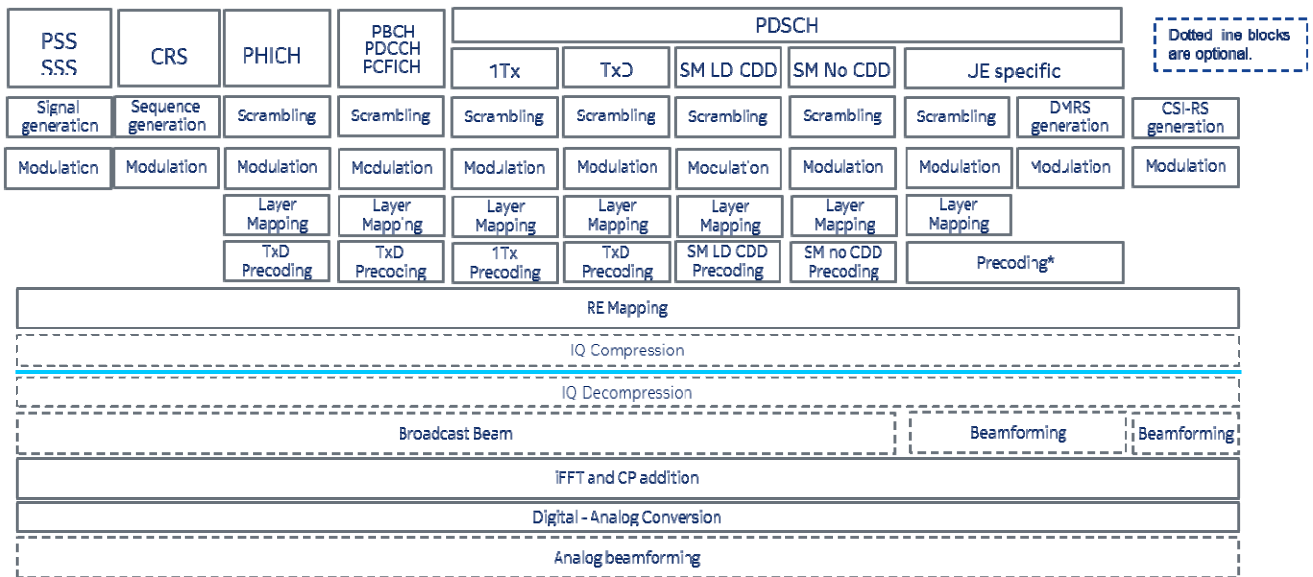 PSS
SSS
CRS
PHICH
PBCH
PDCCH
PCFICH
PDSCH
1Tx
TxD
SM LD CDD
SM No CDD
JE specific
Dotted ine blocks
are optional.
Signal
generation
Sequence
generation
Scrambling
Scrambling
Scrambling
Scrambling
Scrambling
Scrambling
Scrambling
DMRS
generation
CSI-RS
generation
Modulation
Modulation
Modulation
Modulation
Modulation
Modulation
Modulation
Modulation
Modulation
Modulation
Modulation
Layer
Mapping
Layer
Mapping
Layer
Mapping
Layer
Mapping
Layer
Mapping
Layer
Mapping
Layer
Mapping
TxD
Precoding
TxD
Precoding
1Tx
Precoding
TxD
Precoding
SM LD CDD
Precoding
SM no CDD
Precoding
Precoding*
RE Mapping
IQ Compression
IQ Decompression
Broadcast Beam
Beamforming
Beamforming
iFFT and CP addition
Digital - Analog Conversion
Analog beamforming